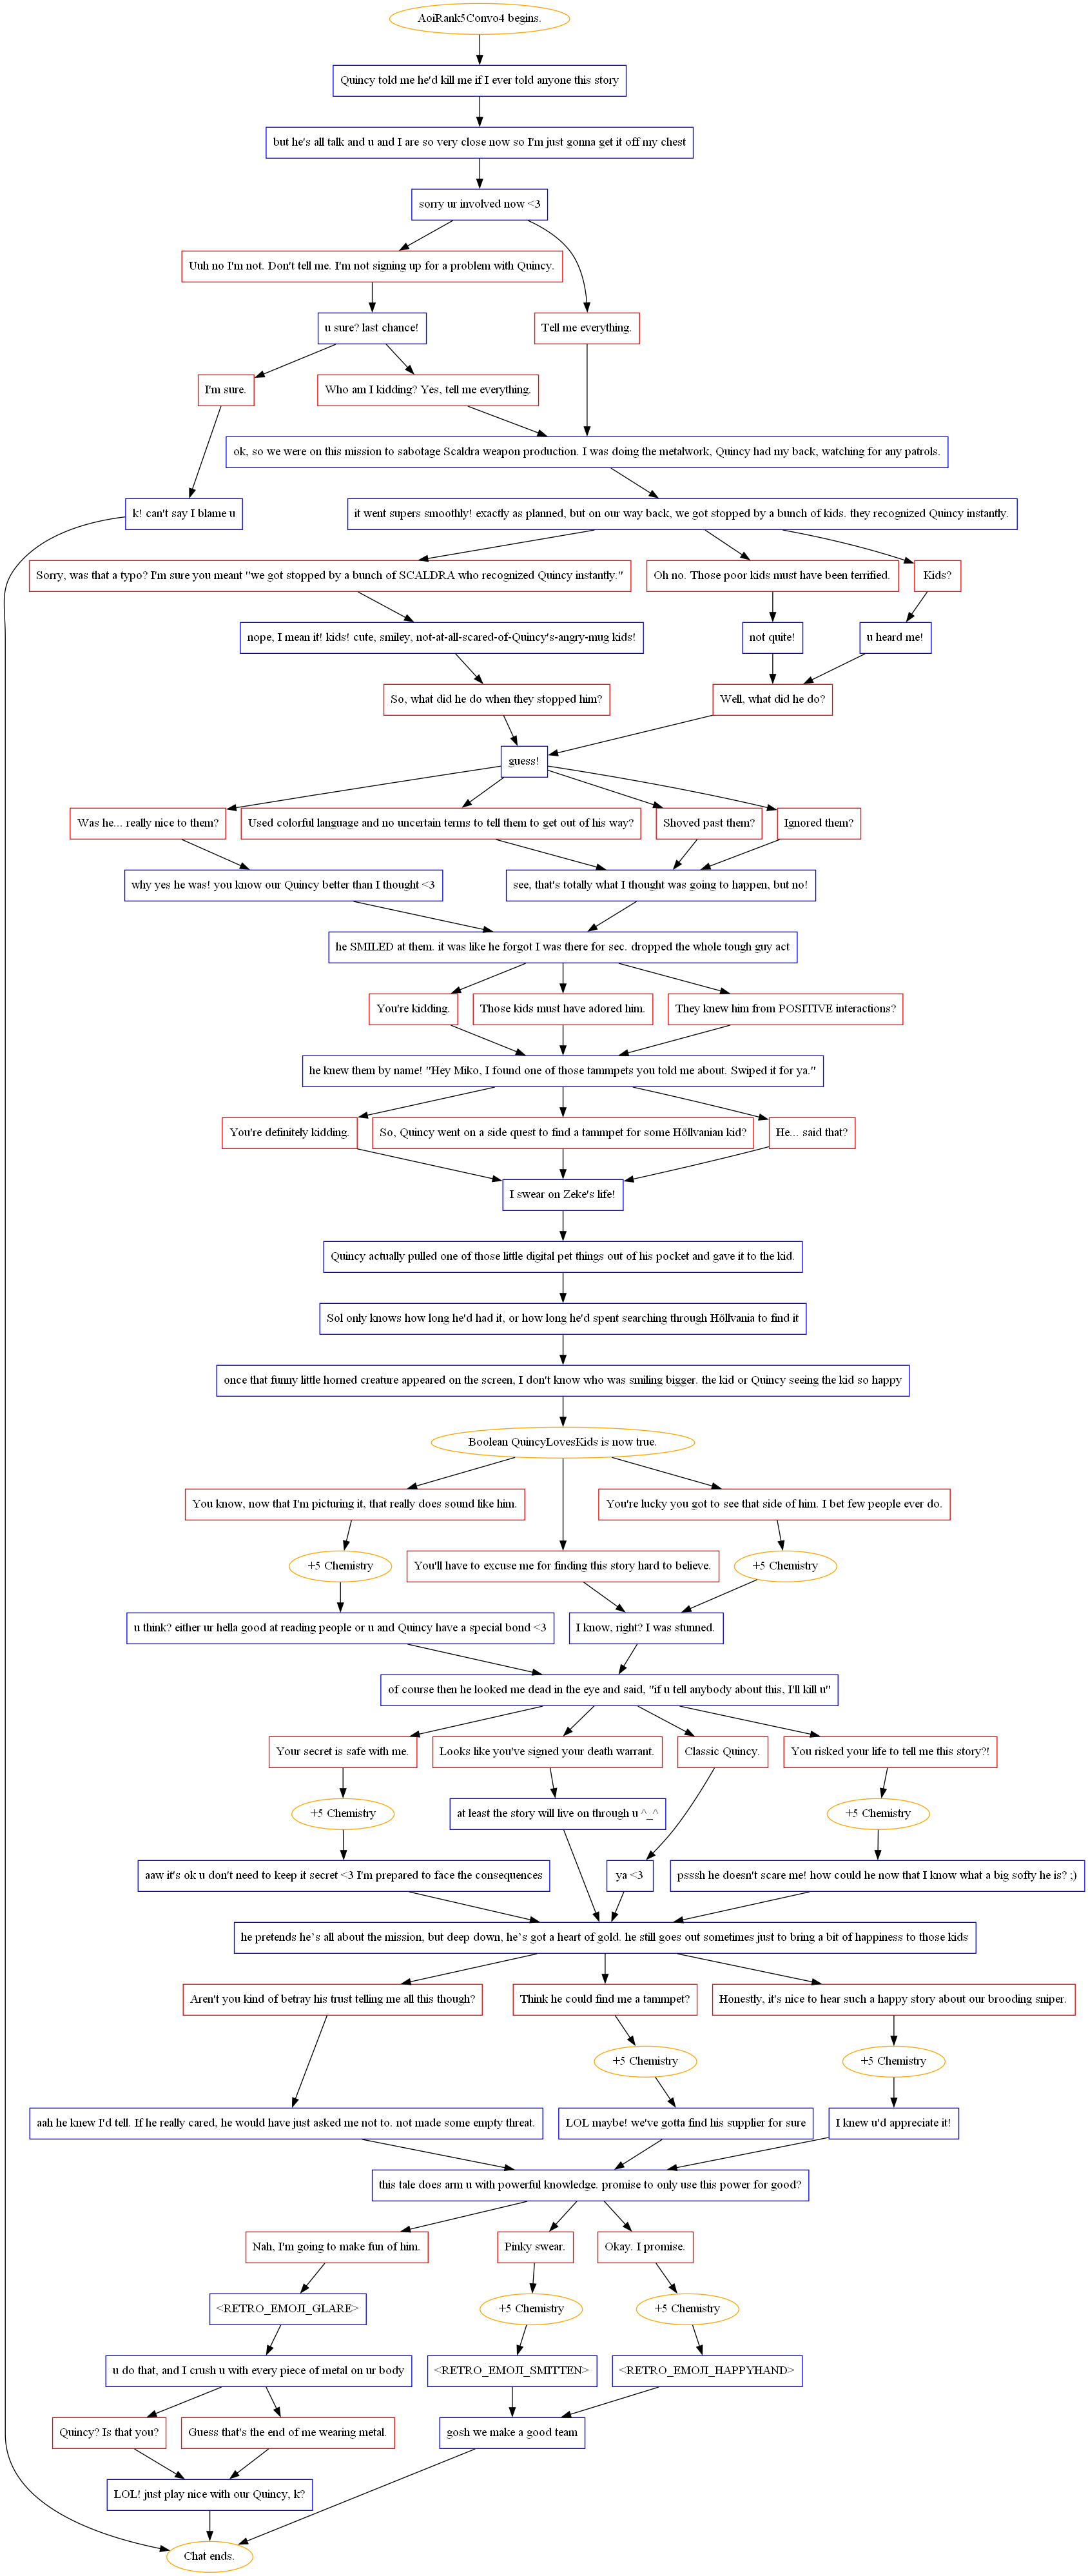 AoiRank5Convo4 begins.
Quincy told me he'd kill me if I ever told anyone this story
but he's all talk and u and I are so very close now so I'm just gonna get it off my chest
sorry ur involved now <3
Uuh no I'm not. Don't tell me. I'm not signing up for a problem with Quincy.
u sure? last chance!
Tell me everything.
I'm sure.
Who am I kidding? Yes, tell me everything.
ok, so we were on this mission to sabotage Scaldra weapon production. I was doing the metalwork, Quincy had my back, watching for any patrols.
k! can't say I blame u
it went supers smoothly! exactly as planned, but on our way back, we got stopped by a bunch of kids. they recognized Quincy instantly.
Sorry, was that a typo? I'm sure you meant "we got stopped by a bunch of SCALDRA who recognized Quincy instantly."
Oh no. Those poor kids must have been terrified.
Kids?
nope, I mean it! kids! cute, smiley, not-at-all-scared-of-Quincy's-angry-mug kids!
not quite!
u heard me!
So, what did he do when they stopped him?
Well, what did he do?
guess!
Was he... really nice to them?
Used colorful language and no uncertain terms to tell them to get out of his way?
Shoved past them?
Ignored them?
why yes he was! you know our Quincy better than I thought <3
see, that's totally what I thought was going to happen, but no!
he SMILED at them. it was like he forgot I was there for sec. dropped the whole tough guy act
You're kidding.
Those kids must have adored him.
They knew him from POSITIVE interactions?
he knew them by name! "Hey Miko, I found one of those tammpets you told me about. Swiped it for ya."
You're definitely kidding.
So, Quincy went on a side quest to find a tammpet for some Höllvanian kid?
He... said that?
I swear on Zeke's life!
Quincy actually pulled one of those little digital pet things out of his pocket and gave it to the kid.
Sol only knows how long he'd had it, or how long he'd spent searching through Höllvania to find it
once that funny little horned creature appeared on the screen, I don't know who was smiling bigger. the kid or Quincy seeing the kid so happy
Boolean QuincyLovesKids is now true.
You know, now that I'm picturing it, that really does sound like him.
You're lucky you got to see that side of him. I bet few people ever do.
+5 Chemistry
You'll have to excuse me for finding this story hard to believe.
+5 Chemistry
u think? either ur hella good at reading people or u and Quincy have a special bond <3
I know, right? I was stunned.
of course then he looked me dead in the eye and said, "if u tell anybody about this, I'll kill u"
Your secret is safe with me.
Looks like you've signed your death warrant.
Classic Quincy.
You risked your life to tell me this story?!
+5 Chemistry
at least the story will live on through u ^_^
+5 Chemistry
aaw it's ok u don't need to keep it secret <3 I'm prepared to face the consequences
ya <3
psssh he doesn't scare me! how could he now that I know what a big softy he is? ;)
he pretends he's all about the mission, but deep down, he's got a heart of gold. he still goes out sometimes just to bring a bit of happiness to those kids
Aren't you kind of betray his trust telling me all this though?
Think he could find me a tammpet?
Honestly, it's nice to hear such a happy story about our brooding sniper.
+5 Chemistry
+5 Chemistry
aah he knew I'd tell. If he really cared, he would have just asked me not to. not made some empty threat.
LOL maybe! we've gotta find his supplier for sure
I knew u'd appreciate it!
this tale does arm u with powerful knowledge. promise to only use this power for good?
Nah, I'm going to make fun of him.
Pinky swear.
Okay. I promise.
<RETRO_EMOJI_GLARE>
+5 Chemistry
+5 Chemistry
u do that, and I crush u with every piece of metal on ur body
<RETRO_EMOJI_SMITTEN>
<RETRO_EMOJI_HAPPYHAND>
Quincy? Is that you?
Guess that's the end of me wearing metal.
gosh we make a good team
LOL! just play nice with our Quincy, k?
Chat ends.